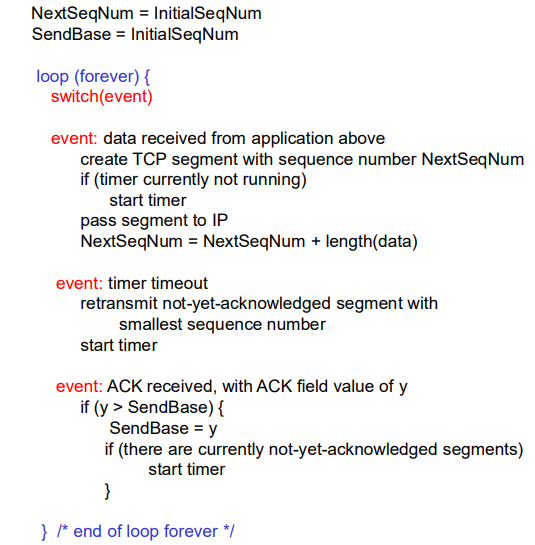 NextSeqNum = InitialSeqNum
SendBase = InitialSeqNum
loop (forever) {
switch(event)
event: data received from application above
create TCP segment with sequence number NextSeqNum
if (timer currently not running)
start timer
pass segment to IP
NextSeqNum = NextSeqNum + length(data)
event: timer timeout
retransmit not-yet-acknowledged segment with
smallest sequence number
start timer
event: ACK received, with ACK field value of y
if (y > SendBase) {
SendBase = y
if (there are currently not-yet-acknowledged segments)
start timer
}
} /* end of loop forever */